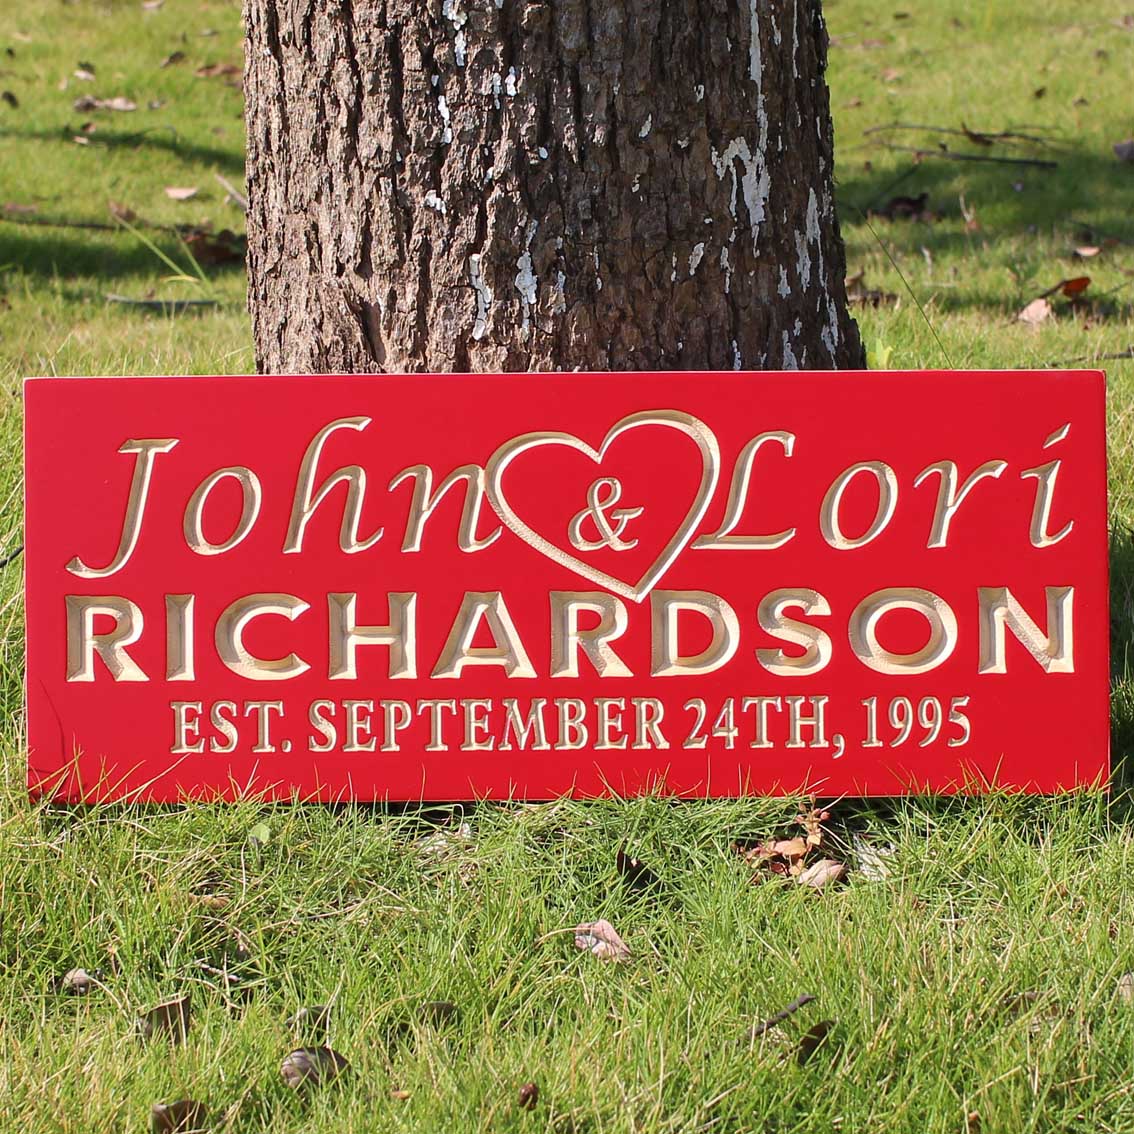 John & Lori
RICHARDSON
EST. SEPTEMBER 24TH, 1995